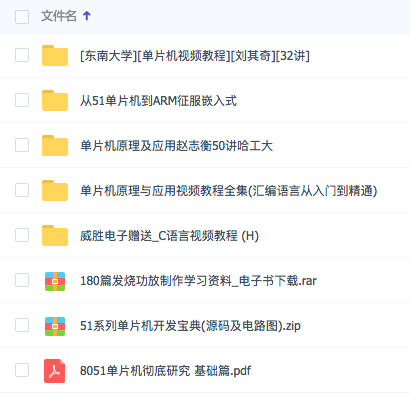 文件名
[东南大学][单片机视频教程][刘其奇][32讲]
从51单片机到ARM征服嵌入式
单片机原理及应用赵志衡50讲哈工大
单片机原理与应用视频教程全集(汇编语言从入门到精通)
威胜电子赠送_C语言视频教程 (H)
180篇发烧功放制作学习资料_电子书下载.rar
51系列单片机开发宝典(源码及电路图).zip
8051单片机彻底研究 基础篇.pdf